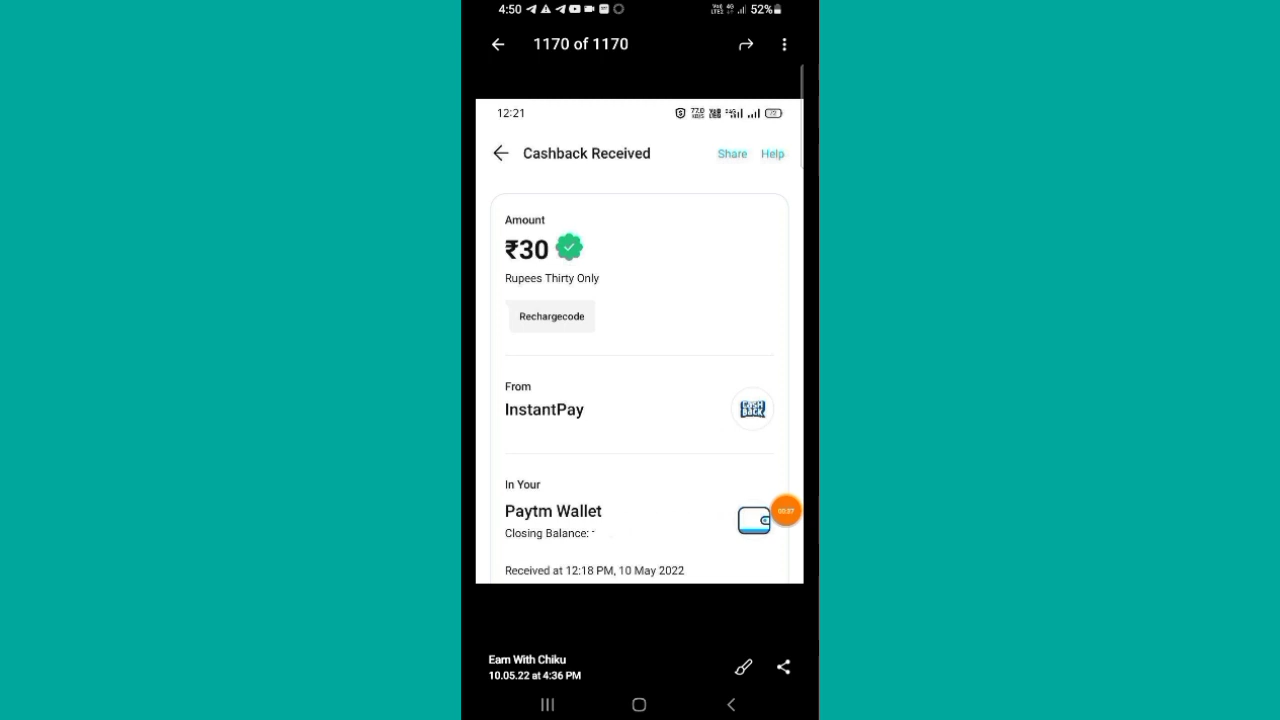 4:50 52%
1170 of 1170
12:21
Cashback Received Share Help
Amount
₹30
Rupees Thirty Only
Rechargecode
From
InstantPay
CASH
BACK
In Your
Paytm Wallet
Closing Balance:
Received at 12:18 PM, 10 May 2022
Earn With Chiku
10.05.22 at 4:36 PM